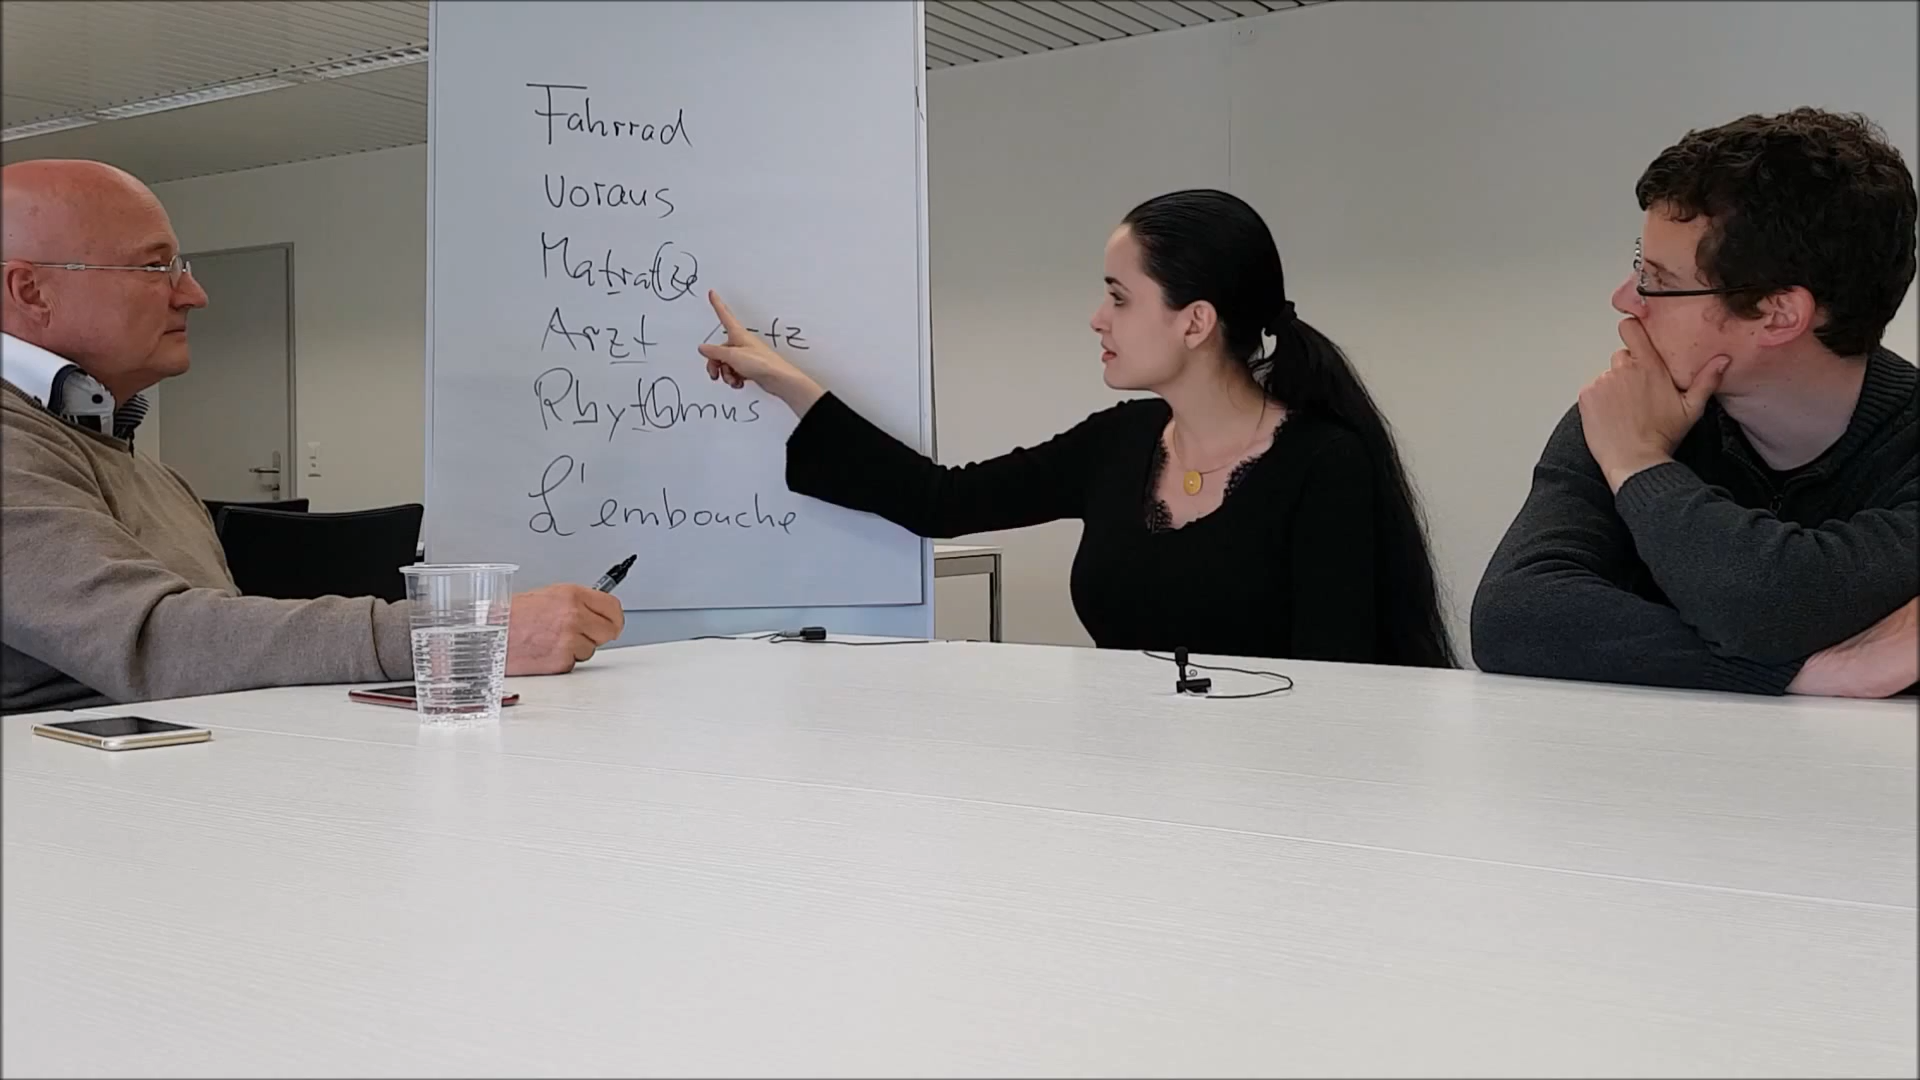 Fahrrad
voraus
Matratze
Arzt
Rhythmus
L'embouche